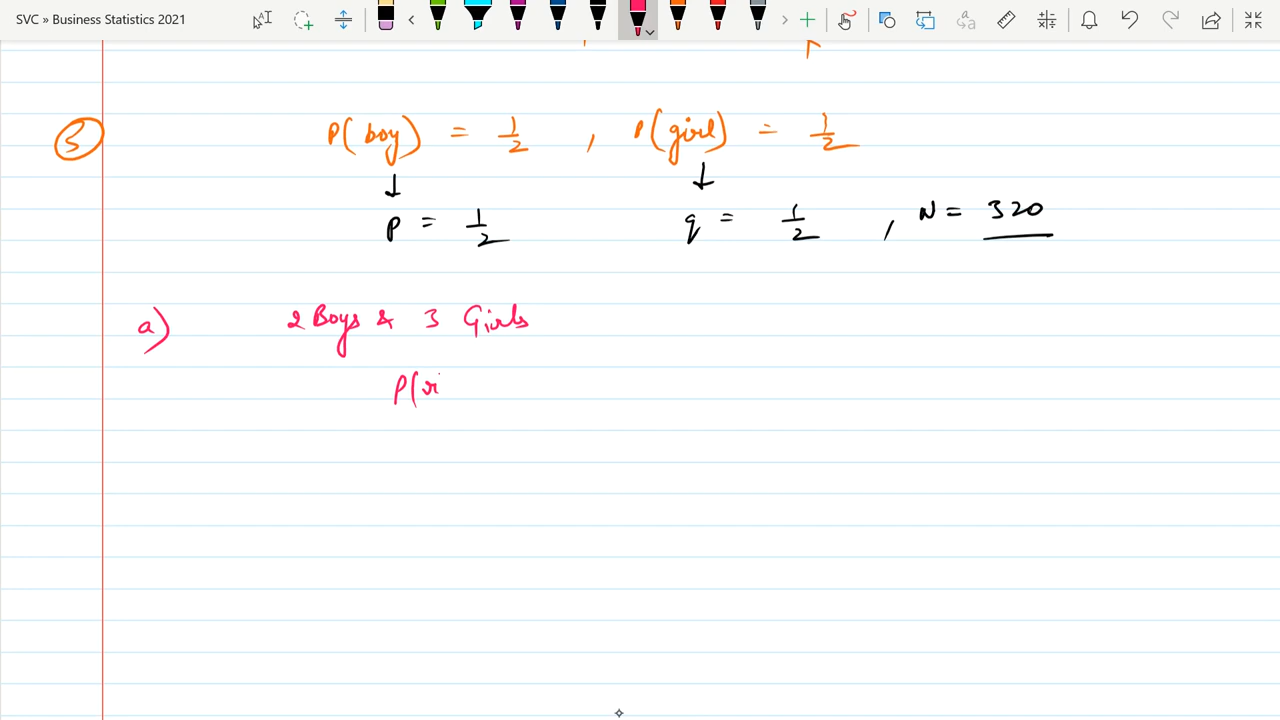 SVC » Business Statistics 2021
(5) P(boy) = 1/2 , P(girl) = 1/2
↓ ↓
p = 1/2 q = 1/2 , N = 320
a) 2 Boys & 3 Girls
P(x